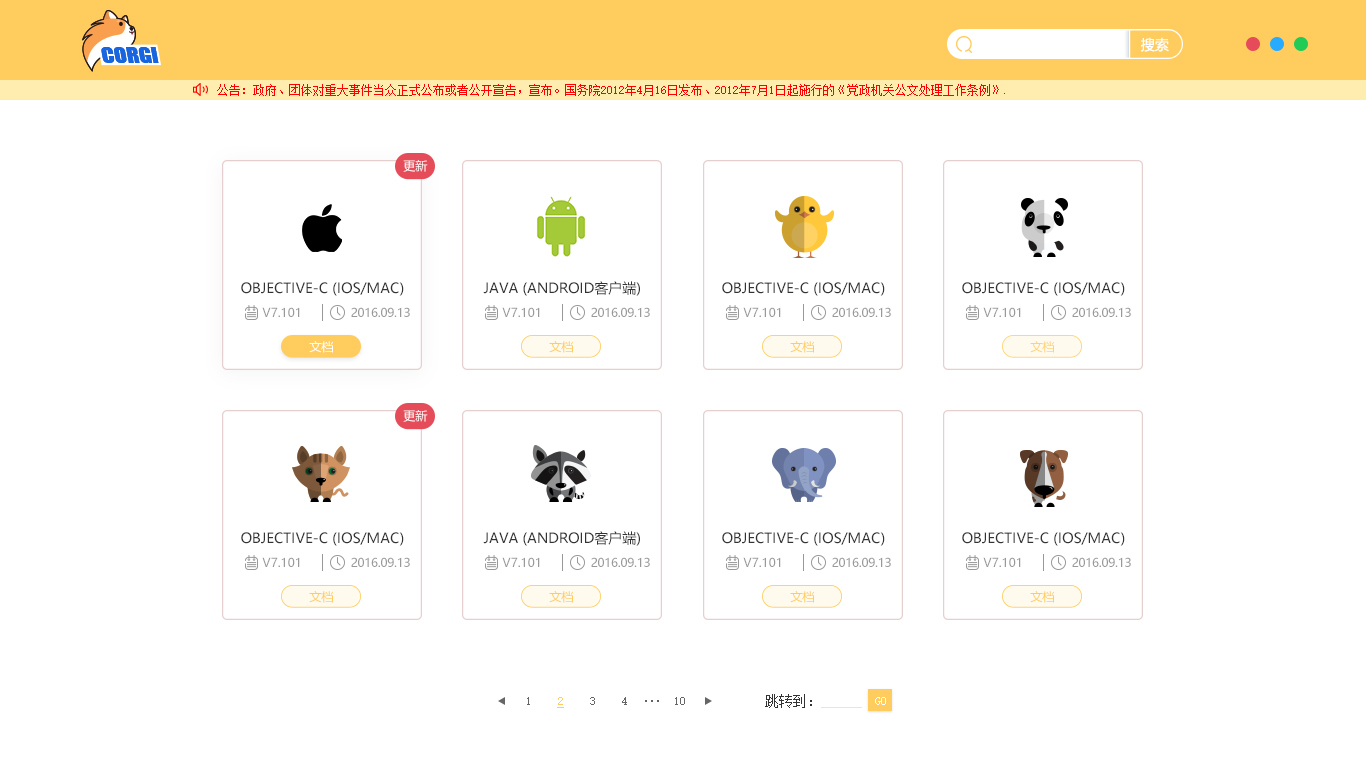 CORGI
搜索
公告：政府、团体对重大事件当众正式公布或者公开宣告，宣布。国务院2012年4月16日发布、2012年7月1日起施行的《党政机关公文处理工作条例》.
更新
OBJECTIVE-C (IOS/MAC)
V7.101 2016.09.13
文档
JAVA (ANDROID客户端)
V7.101 2016.09.13
文档
OBJECTIVE-C (IOS/MAC)
V7.101 2016.09.13
文档
OBJECTIVE-C (IOS/MAC)
V7.101 2016.09.13
文档
更新
OBJECTIVE-C (IOS/MAC)
V7.101 2016.09.13
文档
JAVA (ANDROID客户端)
V7.101 2016.09.13
文档
OBJECTIVE-C (IOS/MAC)
V7.101 2016.09.13
文档
OBJECTIVE-C (IOS/MAC)
V7.101 2016.09.13
文档
1 2 3 4 ··· 10 跳转到： GO